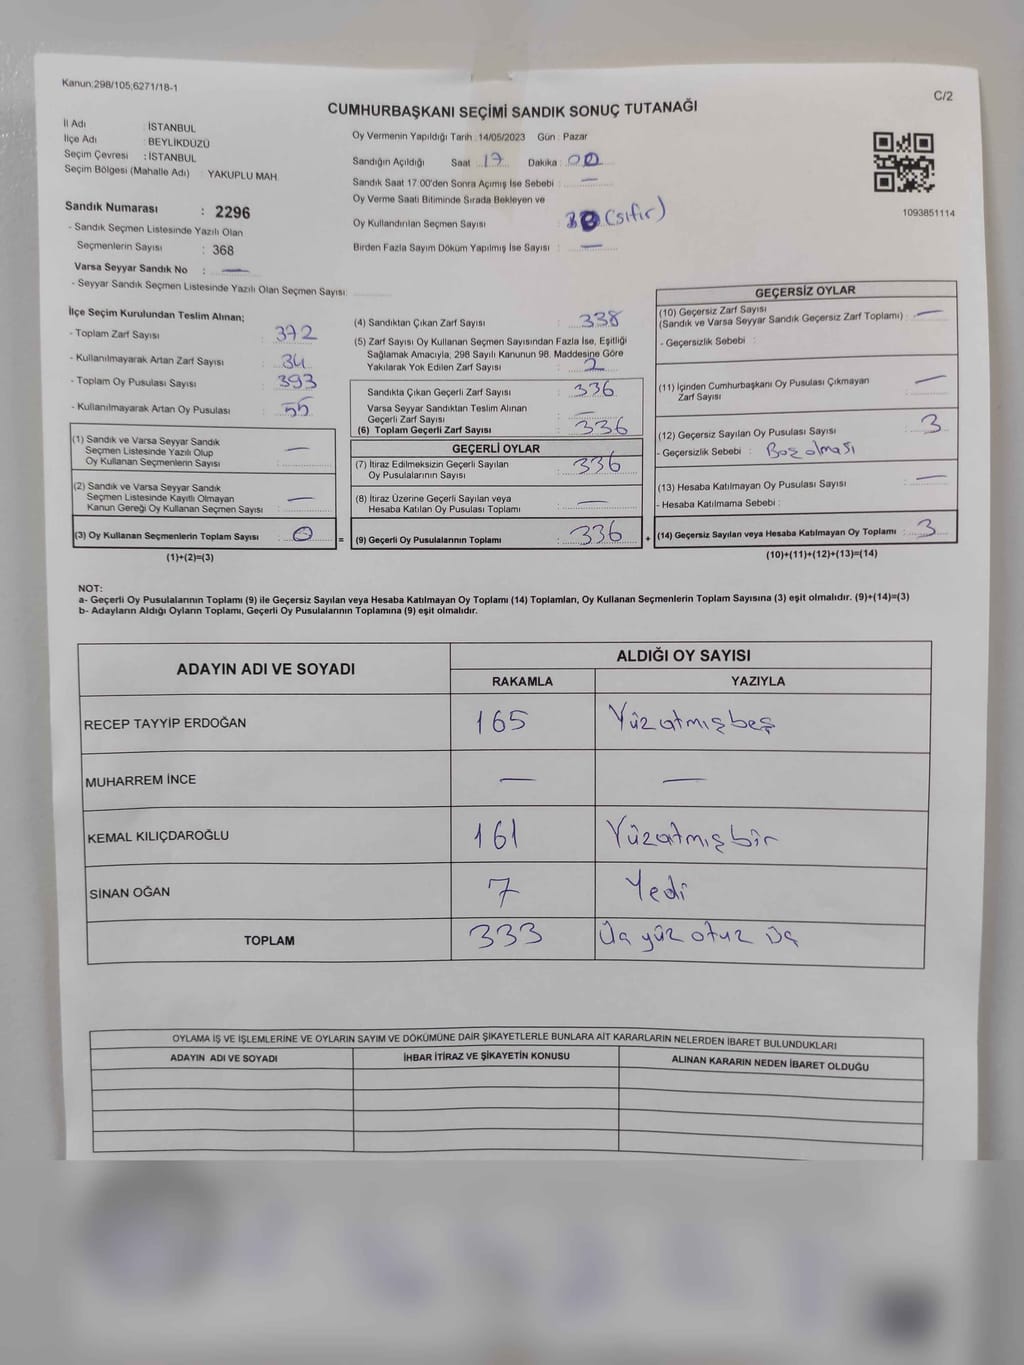 Kanun:298/105,6271/18-1
C/2
CUMHURBAŞKANI SEÇİMİ SANDIK SONUÇ TUTANAĞI
İl Adı : İSTANBUL
İlçe Adı : BEYLİKDÜZÜ
Seçim Çevresi : İSTANBUL
Seçim Bölgesi (Mahalle Adı) : YAKUPLU MAH.
Sandık Numarası : 2296
- Sandık Seçmen Listesinde Yazılı Olan
Seçmenlerin Sayısı : 368
Varsa Seyyar Sandık No : —
- Seyyar Sandık Seçmen Listesinde Yazılı Olan Seçmen Sayısı:
Oy Vermenin Yapıldığı Tarih : 14/05/2023 Gün : Pazar
Sandığın Açıldığı Saat : 17 Dakika : 00
Sandık Saat 17:00'den Sonra Açılmış İse Sebebi : —
Oy Verme Saati Bitiminde Sırada Bekleyen ve
Oy Kullandırılan Seçmen Sayısı : 0 (sıfır)
Birden Fazla Sayım Döküm Yapılmış İse Sayısı : —
1093851114
İlçe Seçim Kurulundan Teslim Alınan;
- Toplam Zarf Sayısı : 372
- Kullanılmayarak Artan Zarf Sayısı : 34
- Toplam Oy Pusulası Sayısı : 393
- Kullanılmayarak Artan Oy Pusulası : 55
(1) Sandık ve Varsa Seyyar Sandık
Seçmen Listesinde Yazılı Olup
Oy Kullanan Seçmenlerin Sayısı : —
(2) Sandık ve Varsa Seyyar Sandık
Seçmen Listesinde Kayıtlı Olmayan
Kanun Gereği Oy Kullanan Seçmen Sayısı : —
(3) Oy Kullanan Seçmenlerin Toplam Sayısı : 0
(1)+(2)=(3)
(4) Sandıktan Çıkan Zarf Sayısı : 338
(5) Zarf Sayısı Oy Kullanan Seçmen Sayısından Fazla İse, Eşitliği
Sağlamak Amacıyla, 298 Sayılı Kanunun 98. Maddesine Göre
Yakılarak Yok Edilen Zarf Sayısı : 2
Sandıkta Çıkan Geçerli Zarf Sayısı : 336
Varsa Seyyar Sandıktan Teslim Alınan
Geçerli Zarf Sayısı : —
(6) Toplam Geçerli Zarf Sayısı : 336
GEÇERLİ OYLAR
(7) İtiraz Edilmeksizin Geçerli Sayılan
Oy Pusulalarının Sayısı : 336
(8) İtiraz Üzerine Geçerli Sayılan veya
Hesaba Katılan Oy Pusulası Toplamı : —
= (9) Geçerli Oy Pusulalarının Toplamı : 336 +
GEÇERSİZ OYLAR
(10) Geçersiz Zarf Sayısı
(Sandık ve Varsa Seyyar Sandık Geçersiz Zarf Toplamı) : —
- Geçersizlik Sebebi :
(11) İçinden Cumhurbaşkanı Oy Pusulası Çıkmayan
Zarf Sayısı : —
(12) Geçersiz Sayılan Oy Pusulası Sayısı : 3
- Geçersizlik Sebebi : Boş olması
(13) Hesaba Katılmayan Oy Pusulası Sayısı : —
- Hesaba Katılmama Sebebi :
(14) Geçersiz Sayılan veya Hesaba Katılmayan Oy Toplamı : 3
(10)+(11)+(12)+(13)=(14)
NOT:
a- Geçerli Oy Pusulalarının Toplamı (9) ile Geçersiz Sayılan veya Hesaba Katılmayan Oy Toplamı (14) Toplamları, Oy Kullanan Seçmenlerin Toplam Sayısına (3) eşit olmalıdır. (9)+(14)=(3)
b- Adayların Aldığı Oyların Toplamı, Geçerli Oy Pusulalarının Toplamına (9) eşit olmalıdır.
ADAYIN ADI VE SOYADI
ALDIĞI OY SAYISI
RAKAMLA YAZIYLA
RECEP TAYYİP ERDOĞAN 165 Yüzatmışbeş
MUHARREM İNCE — —
KEMAL KILIÇDAROĞLU 161 Yüzatmışbir
SİNAN OĞAN 7 Yedi
TOPLAM 333 Üç yüz otuz üç
OYLAMA İŞ VE İŞLEMLERİNE VE OYLARIN SAYIM VE DÖKÜMÜNE DAİR ŞİKAYETLERLE BUNLARA AİT KARARLARIN NELERDEN İBARET BULUNDUKLARI
ADAYIN ADI VE SOYADI İHBAR İTİRAZ VE ŞİKAYETİN KONUSU ALINAN KARARIN NEDEN İBARET OLDUĞU